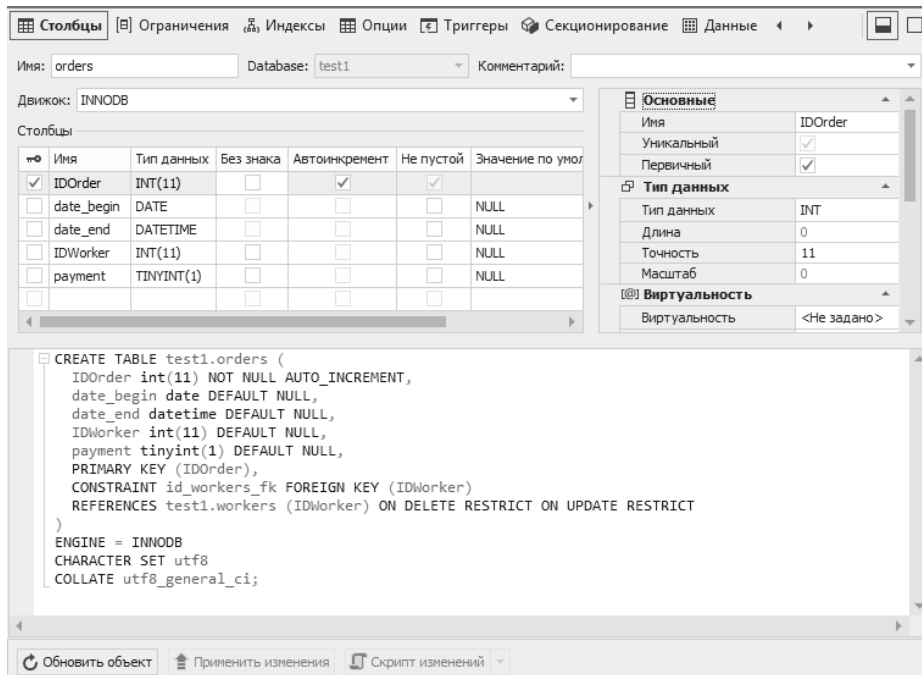 Столбцы Ограничения Индексы Опции Триггеры Секционирование Данные
Имя: orders Database: test1 Комментарий:
Движок: INNODB
Столбцы
Имя Тип данных Без знака Автоинкремент Не пустой Значение по умол
IDOrder INT(11)
date_begin DATE NULL
date_end DATETIME NULL
IDWorker INT(11) NULL
payment TINYINT(1) NULL
Основные
Имя IDOrder
Уникальный
Первичный
Тип данных
Тип данных INT
Длина 0
Точность 11
Масштаб 0
[@] Виртуальность
Виртуальность <Не задано>
CREATE TABLE test1.orders (
IDOrder int(11) NOT NULL AUTO_INCREMENT,
date_begin date DEFAULT NULL,
date_end datetime DEFAULT NULL,
IDWorker int(11) DEFAULT NULL,
payment tinyint(1) DEFAULT NULL,
PRIMARY KEY (IDOrder),
CONSTRAINT id_workers_fk FOREIGN KEY (IDWorker)
REFERENCES test1.workers (IDWorker) ON DELETE RESTRICT ON UPDATE RESTRICT
)
ENGINE = INNODB
CHARACTER SET utf8
COLLATE utf8_general_ci;
Обновить объект Применить изменения Скрипт изменений